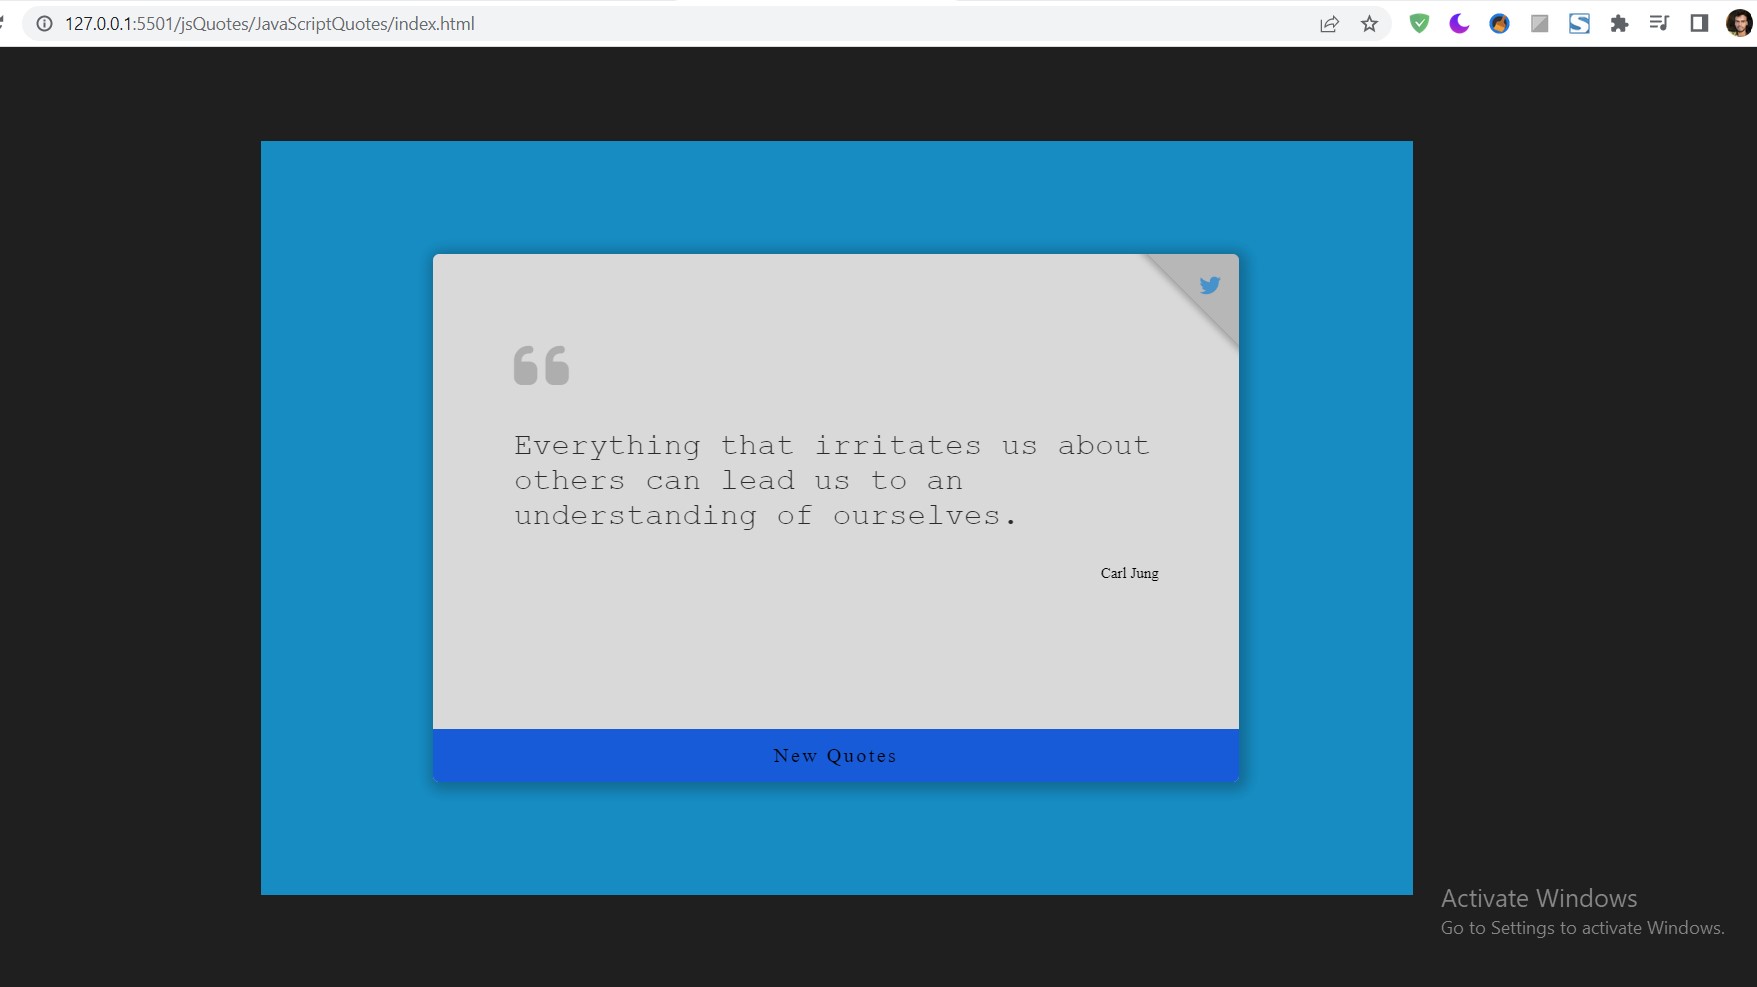 127.0.0.1:5501/jsQuotes/JavaScriptQuotes/index.html
Everything that irritates us about
others can lead us to an
understanding of ourselves.
Carl Jung
New Quotes
Activate Windows
Go to Settings to activate Windows.